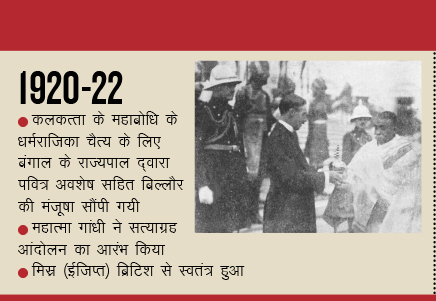 1920-22
● कलकत्ता के महाबोधि के
धर्मराजिका चैत्य के लिए
बंगाल के राज्यपाल द्वारा
पवित्र अवशेष सहित बिल्लौर
की मंजूषा सौंपी गयी
● महात्मा गांधी ने सत्याग्रह
आंदोलन का आरंभ किया
● मिस्र (ईजिप्त) ब्रिटिश से स्वतंत्र हुआ